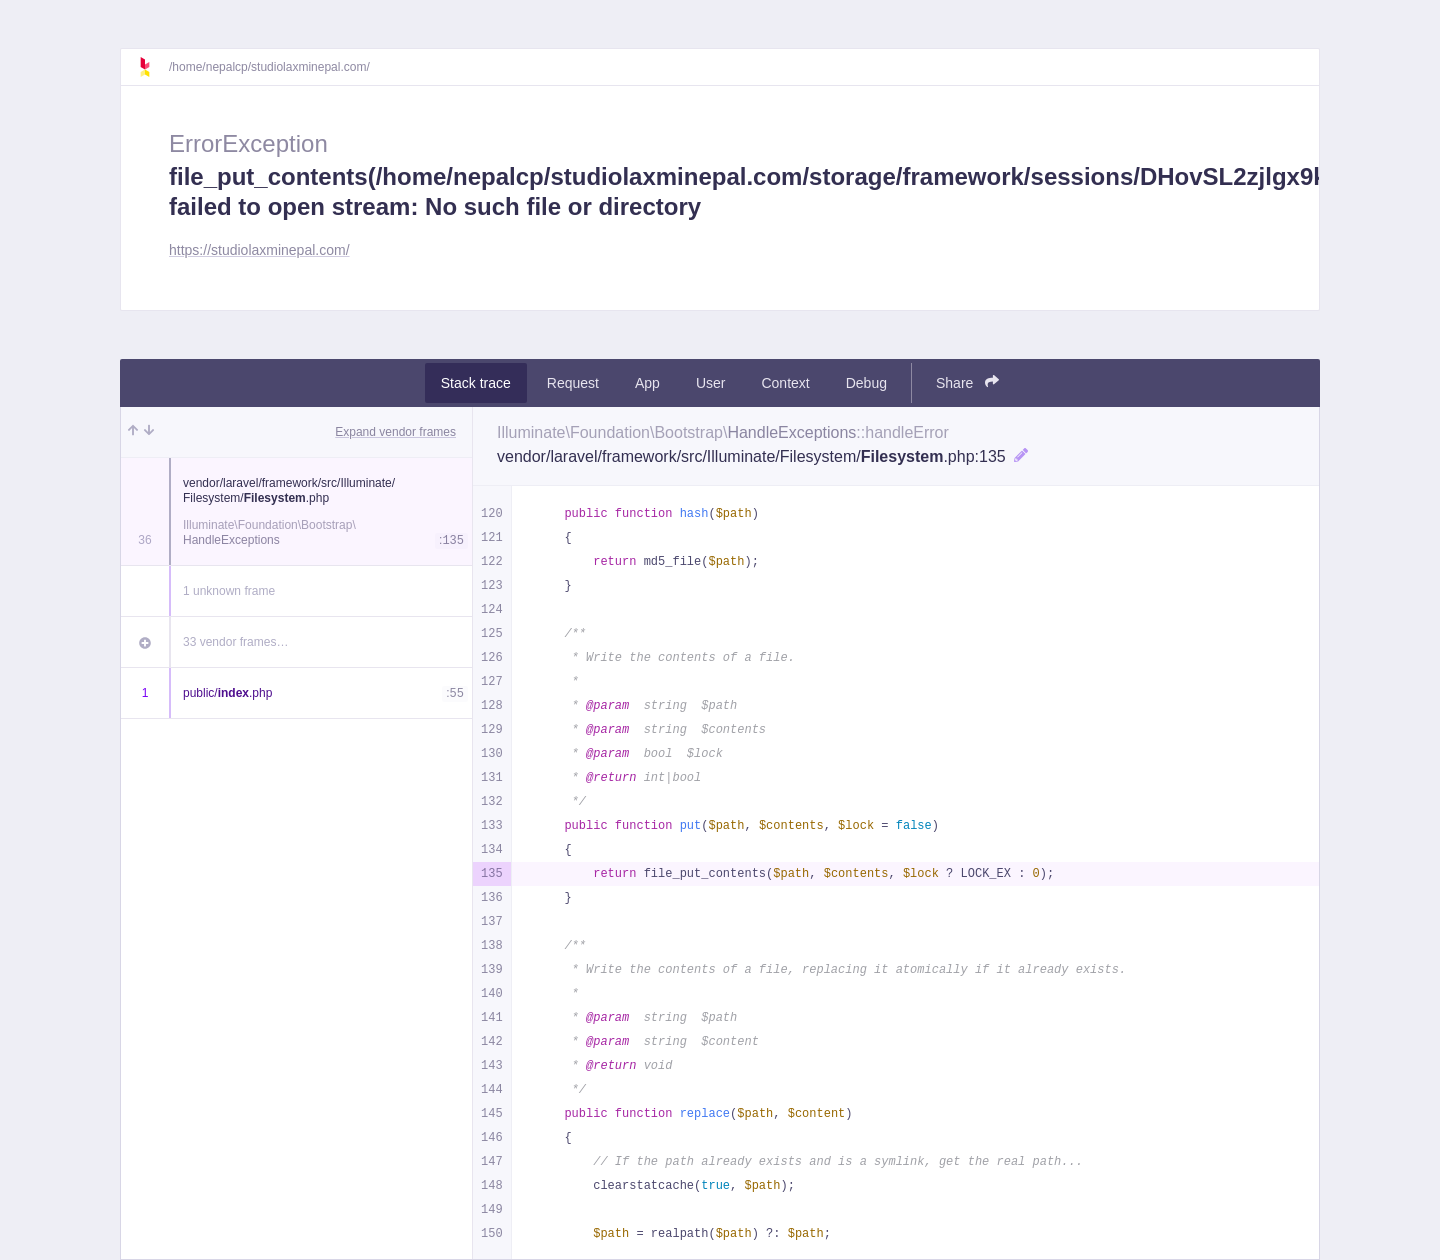 /home/nepalcp/studiolaxminepal.com/
ErrorException
file_put_contents(/home/nepalcp/studiolaxminepal.com/storage/framework/sessions/DHovSL2zjlgx9
failed to open stream: No such file or directory
https://studiolaxminepal.com/
Stack trace Request App User Context Debug Share
Expand vendor frames
vendor/laravel/framework/src/Illuminate/
Filesystem/Filesystem.php
Illuminate\Foundation\Bootstrap\
36 HandleExceptions :135
1 unknown frame
33 vendor frames…
1 public/index.php :55
Illuminate\Foundation\Bootstrap\HandleExceptions::handleError
vendor/laravel/framework/src/Illuminate/Filesystem/Filesystem.php:135
120 public function hash($path)
121 {
122 return md5_file($path);
123 }
124
125 /**
126 * Write the contents of a file.
127 *
128 * @param  string  $path
129 * @param  string  $contents
130 * @param  bool  $lock
131 * @return int|bool
132 */
133 public function put($path, $contents, $lock = false)
134 {
135 return file_put_contents($path, $contents, $lock ? LOCK_EX : 0);
136 }
137
138 /**
139 * Write the contents of a file, replacing it atomically if it already exists.
140 *
141 * @param  string  $path
142 * @param  string  $content
143 * @return void
144 */
145 public function replace($path, $content)
146 {
147 // If the path already exists and is a symlink, get the real path...
148 clearstatcache(true, $path);
149
150 $path = realpath($path) ?: $path;